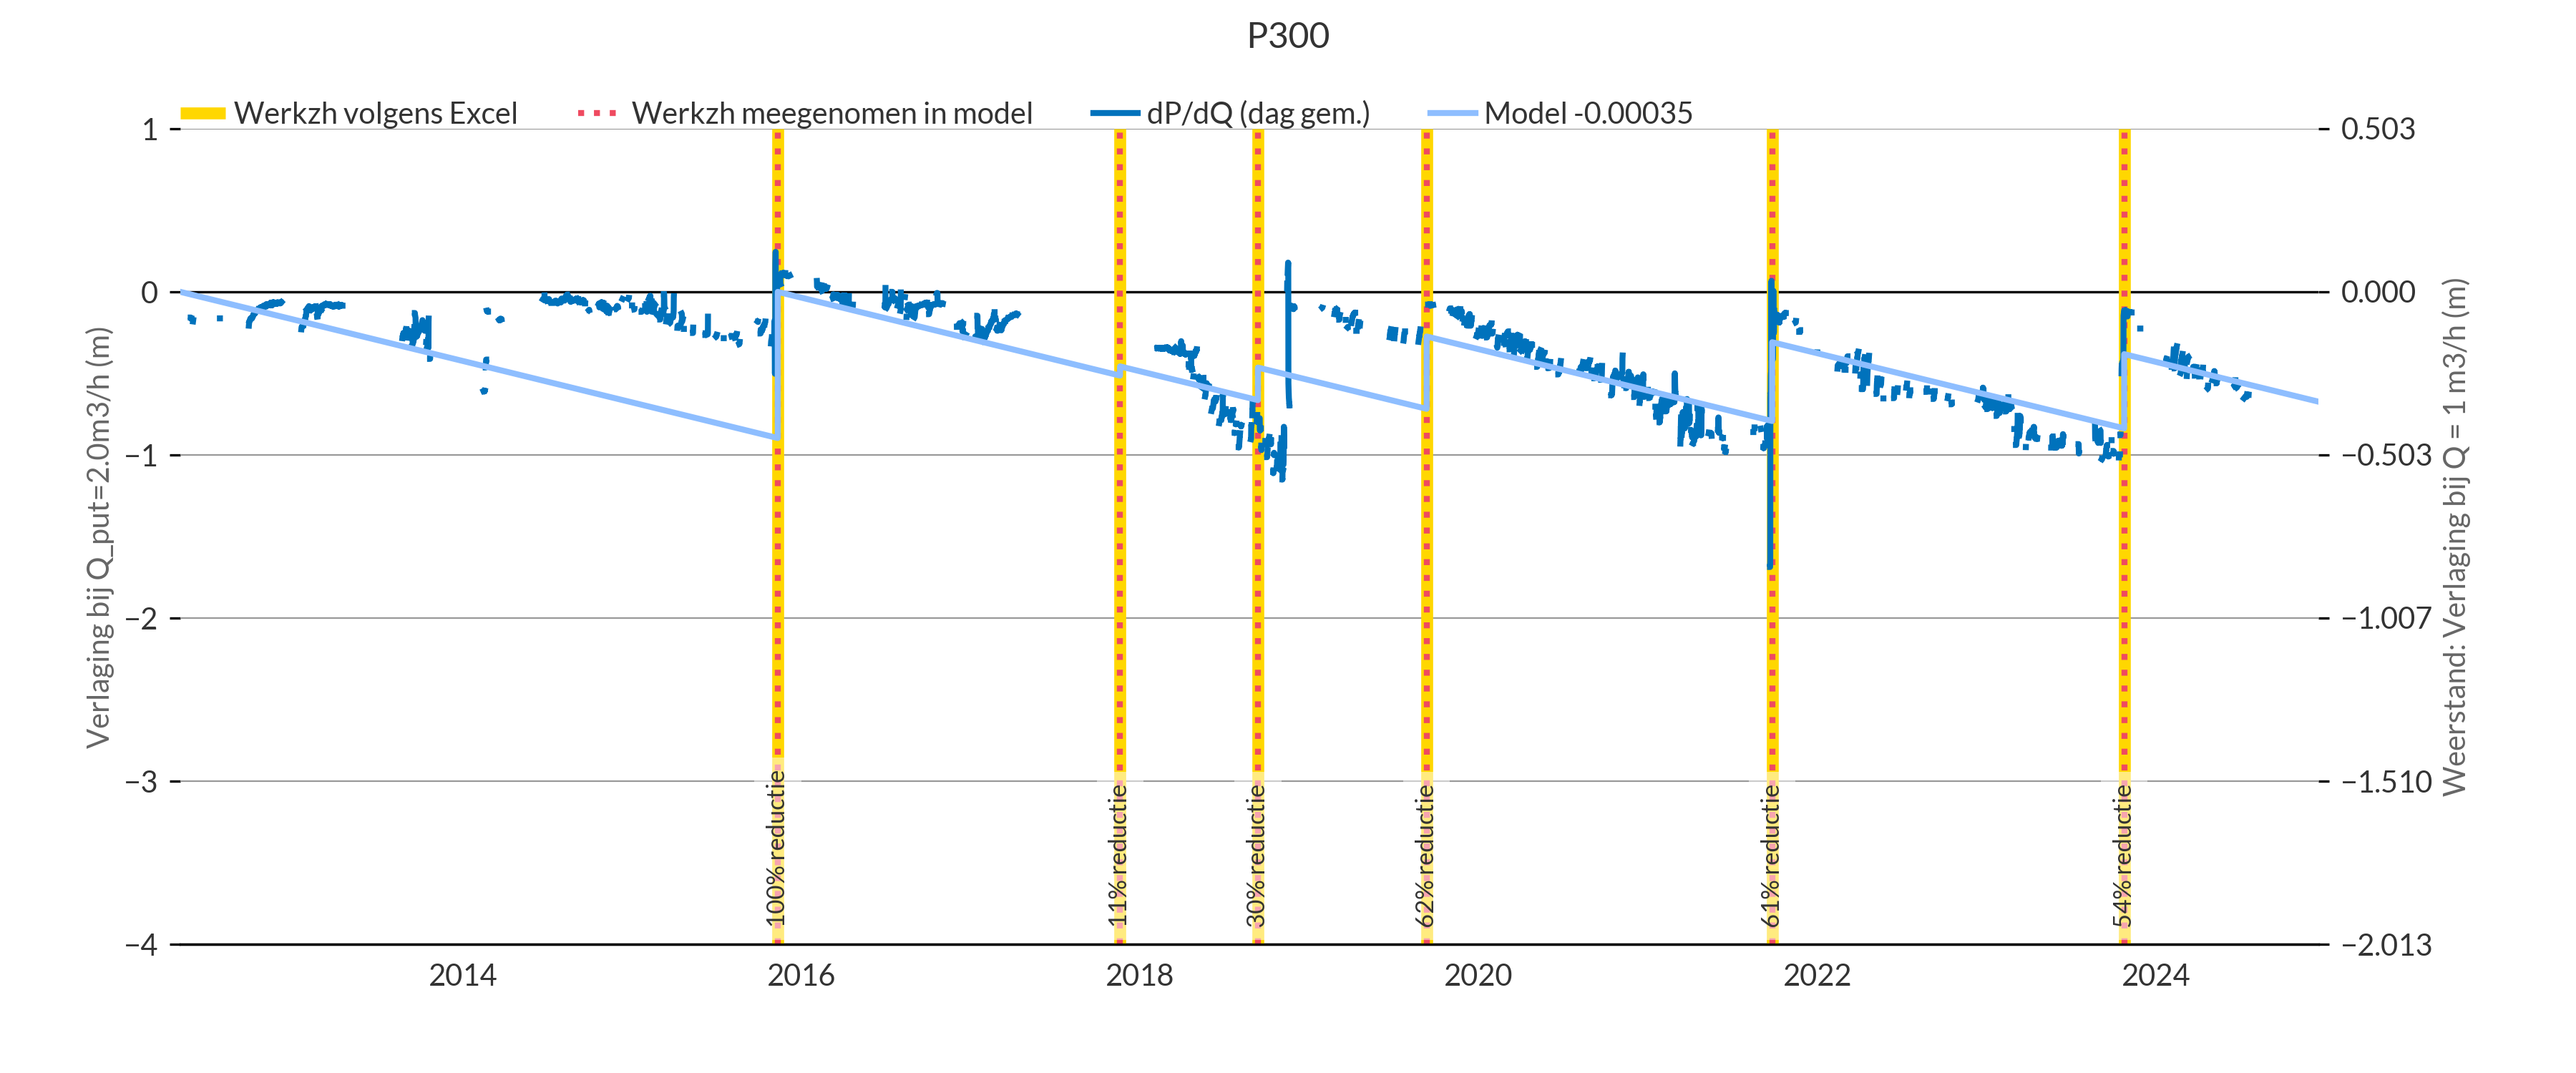 P300
Werkzh volgens Excel
Werkzh meegenomen in model
dP/dQ (dag gem.)
Model -0.00035
1
0
−1
−2
−3
−4
0.503
0.000
−0.503
−1.007
−1.510
−2.013
Verlaging bij Q_put=2.0m3/h (m)
Weerstand: Verlaging bij Q = 1 m3/h (m)
100% reductie
11% reductie
30% reductie
62% reductie
61% reductie
54% reductie
2014
2016
2018
2020
2022
2024